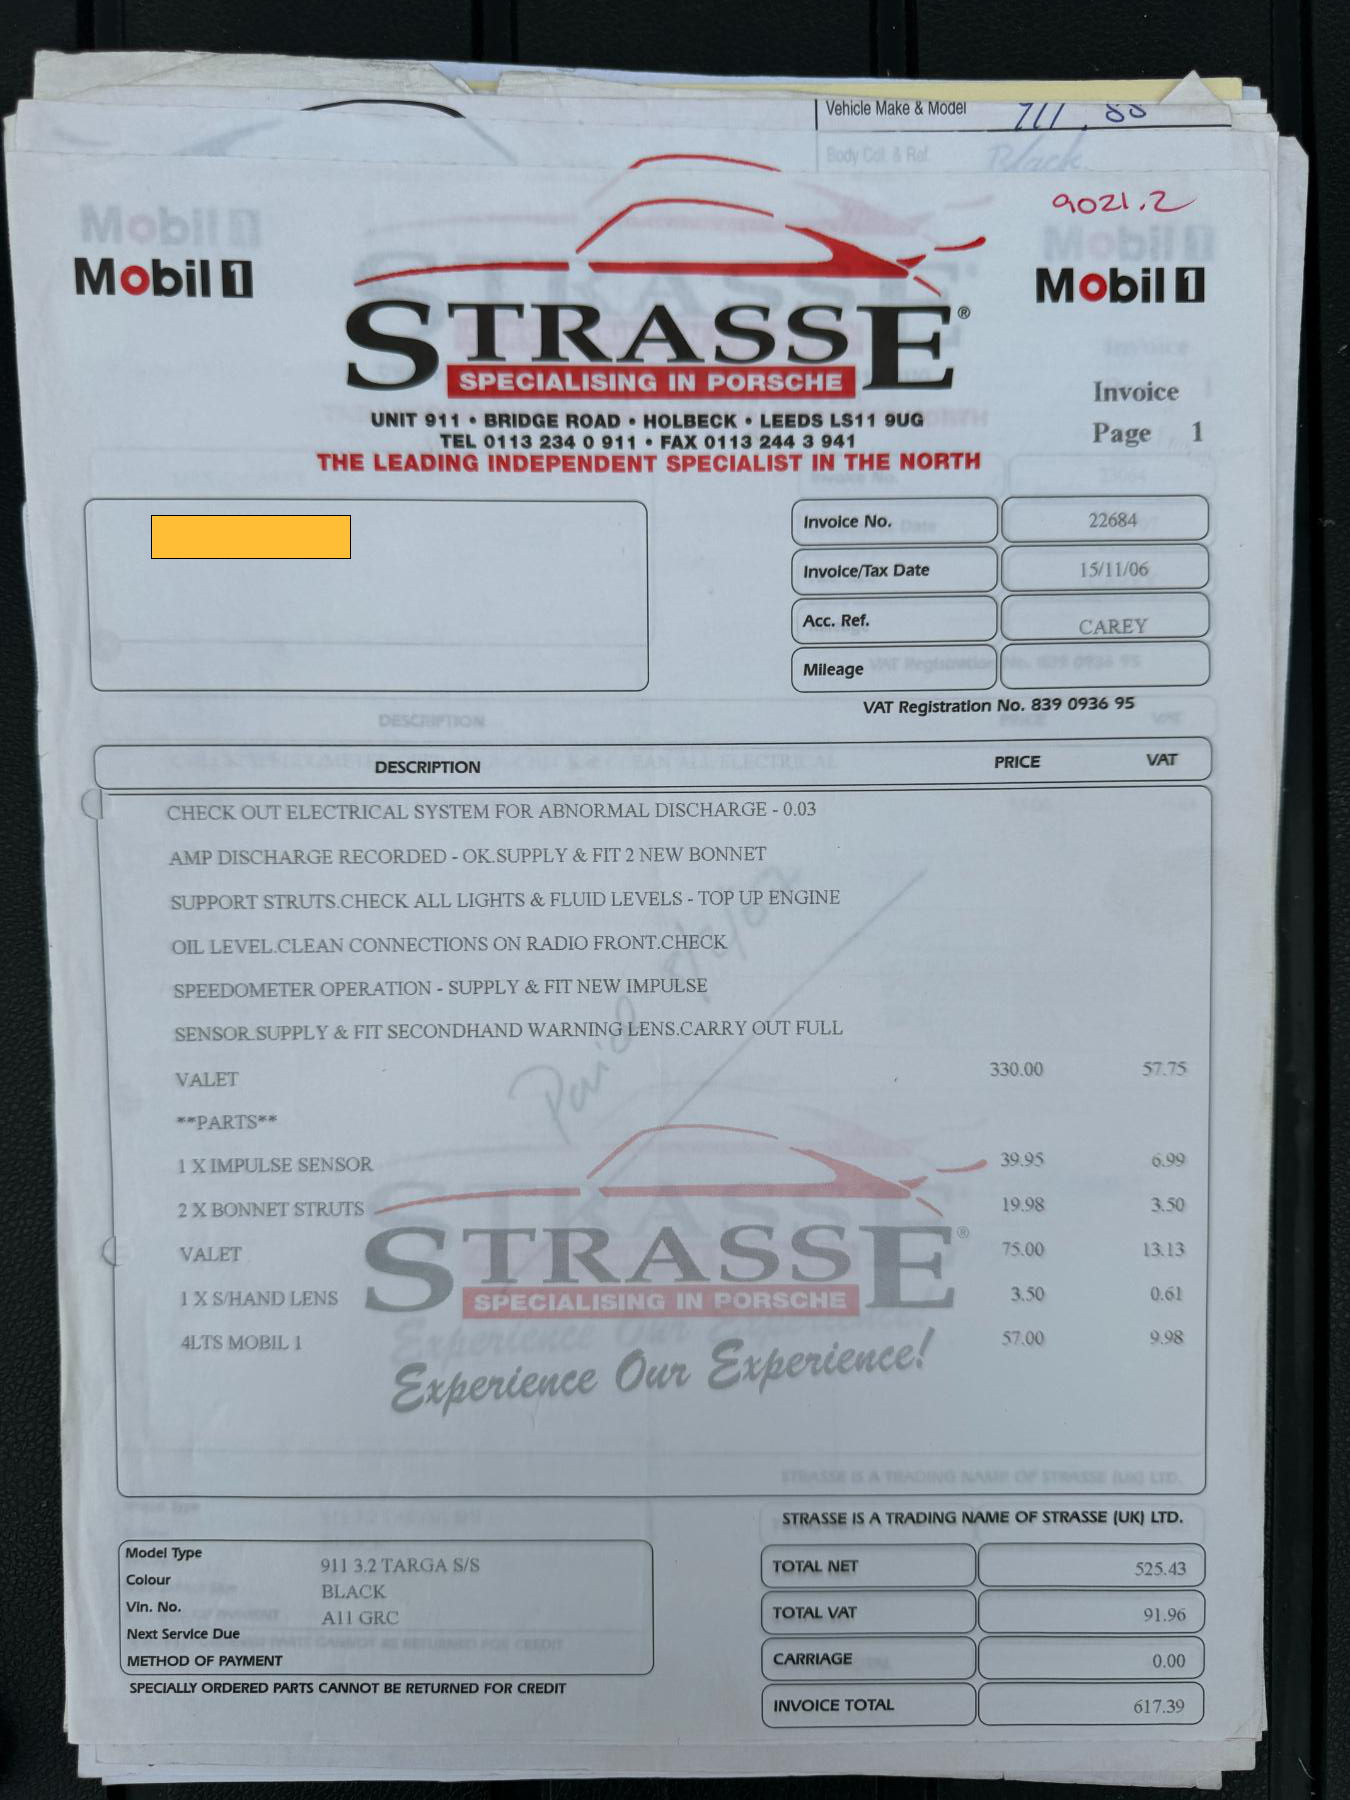 Vehicle Make & Model 911 . 88
Body Col. & Ref. Black
9021.2
Mobil 1
Mobil 1
STRASSE®
SPECIALISING IN PORSCHE
UNIT 911 • BRIDGE ROAD • HOLBECK • LEEDS LS11 9UG
TEL 0113 234 0 911 • FAX 0113 244 3 941
THE LEADING INDEPENDENT SPECIALIST IN THE NORTH
Invoice
Page 1
Invoice No. 22684
Invoice/Tax Date 15/11/06
Acc. Ref. CAREY
Mileage
VAT Registration No. 839 0936 95
DESCRIPTION PRICE VAT
CHECK OUT ELECTRICAL SYSTEM FOR ABNORMAL DISCHARGE - 0.03
AMP DISCHARGE RECORDED - OK.SUPPLY & FIT 2 NEW BONNET
SUPPORT STRUTS.CHECK ALL LIGHTS & FLUID LEVELS - TOP UP ENGINE
OIL LEVEL.CLEAN CONNECTIONS ON RADIO FRONT.CHECK
SPEEDOMETER OPERATION - SUPPLY & FIT NEW IMPULSE
SENSOR.SUPPLY & FIT SECONDHAND WARNING LENS.CARRY OUT FULL
VALET 330.00 57.75
Paid
**PARTS**
1 X IMPULSE SENSOR 39.95 6.99
2 X BONNET STRUTS 19.98 3.50
VALET 75.00 13.13
1 X S/HAND LENS 3.50 0.61
4LTS MOBIL 1 57.00 9.98
STRASSE®
SPECIALISING IN PORSCHE
Experience Our Experience!
STRASSE IS A TRADING NAME OF STRASSE (UK) LTD.
Model Type 911 3.2 TARGA S/S
Colour BLACK
Vin. No. A11 GRC
Next Service Due
METHOD OF PAYMENT
SPECIALLY ORDERED PARTS CANNOT BE RETURNED FOR CREDIT
TOTAL NET 525.43
TOTAL VAT 91.96
CARRIAGE 0.00
INVOICE TOTAL 617.39